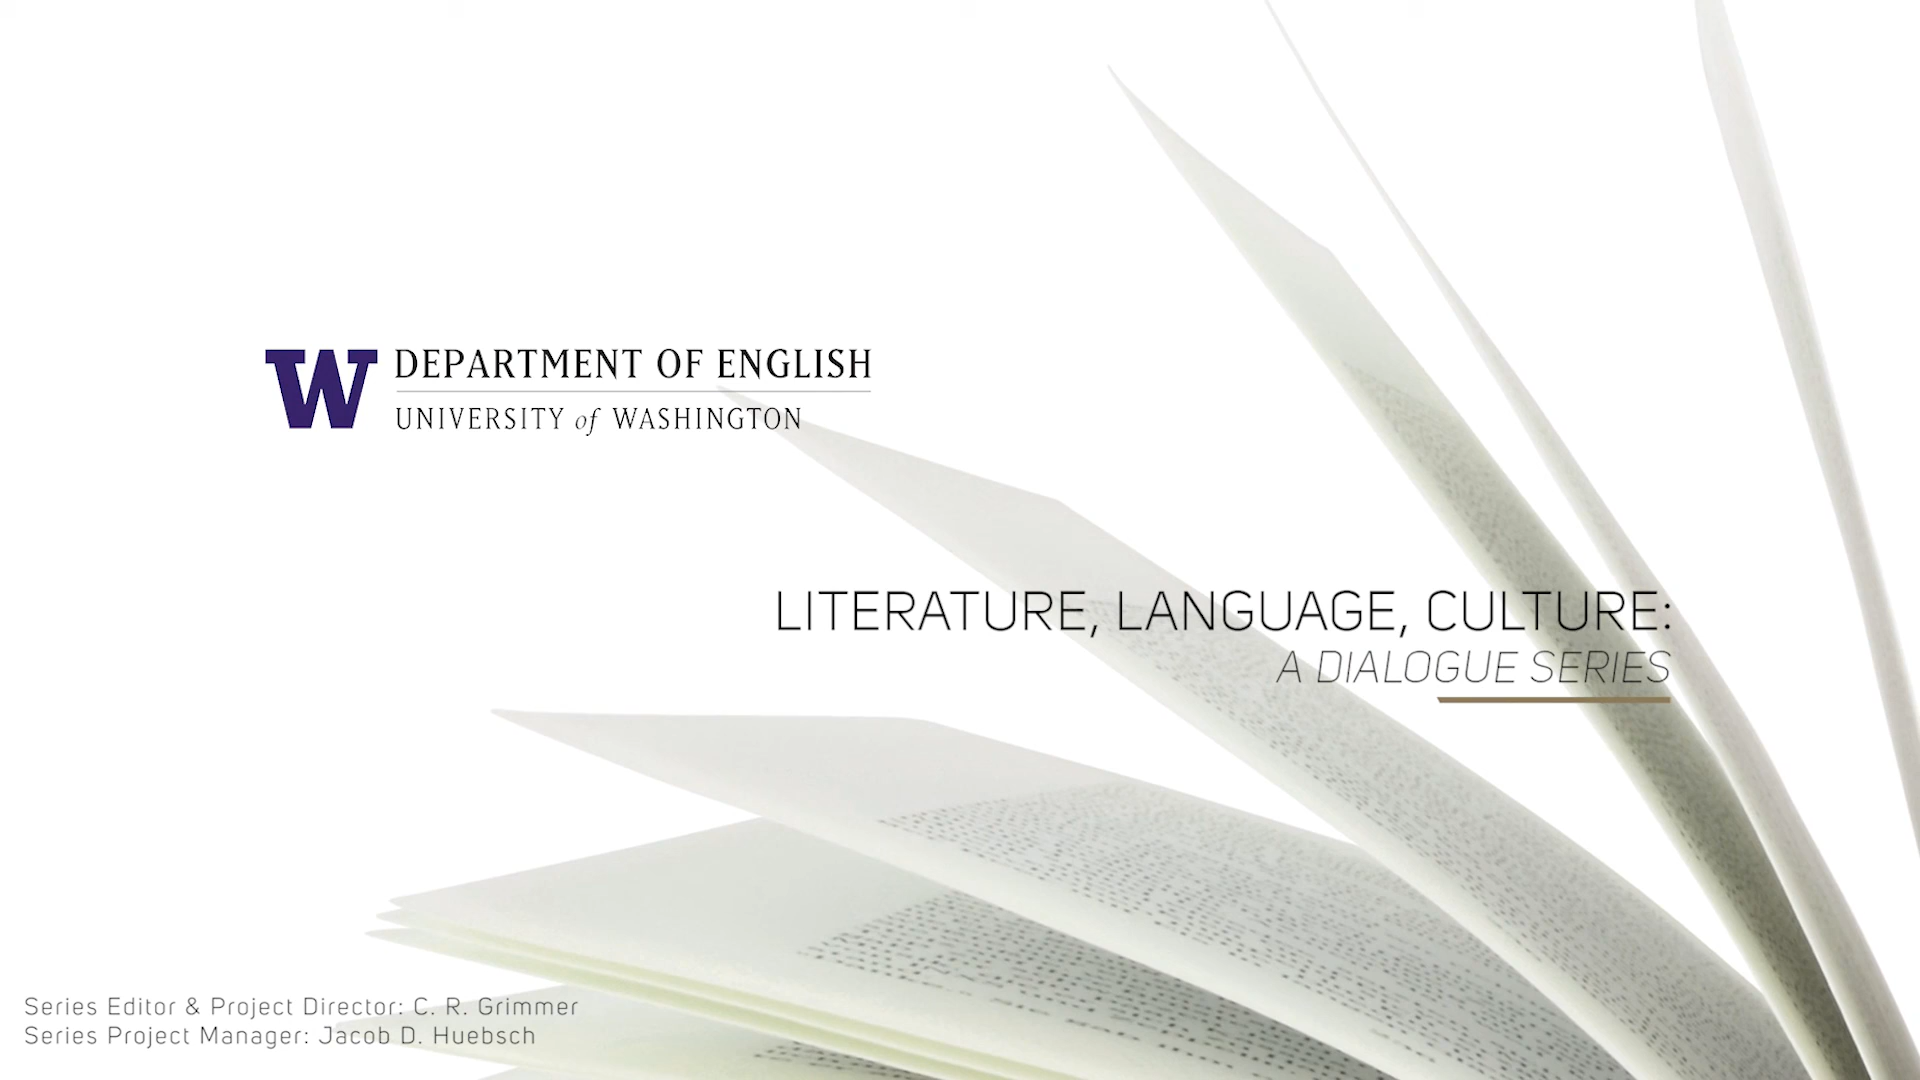 W DEPARTMENT OF ENGLISH
UNIVERSITY of WASHINGTON
LITERATURE, LANGUAGE, CULTURE:
A DIALOGUE SERIES
Series Editor & Project Director: C. R. Grimmer
Series Project Manager: Jacob D. Huebsch